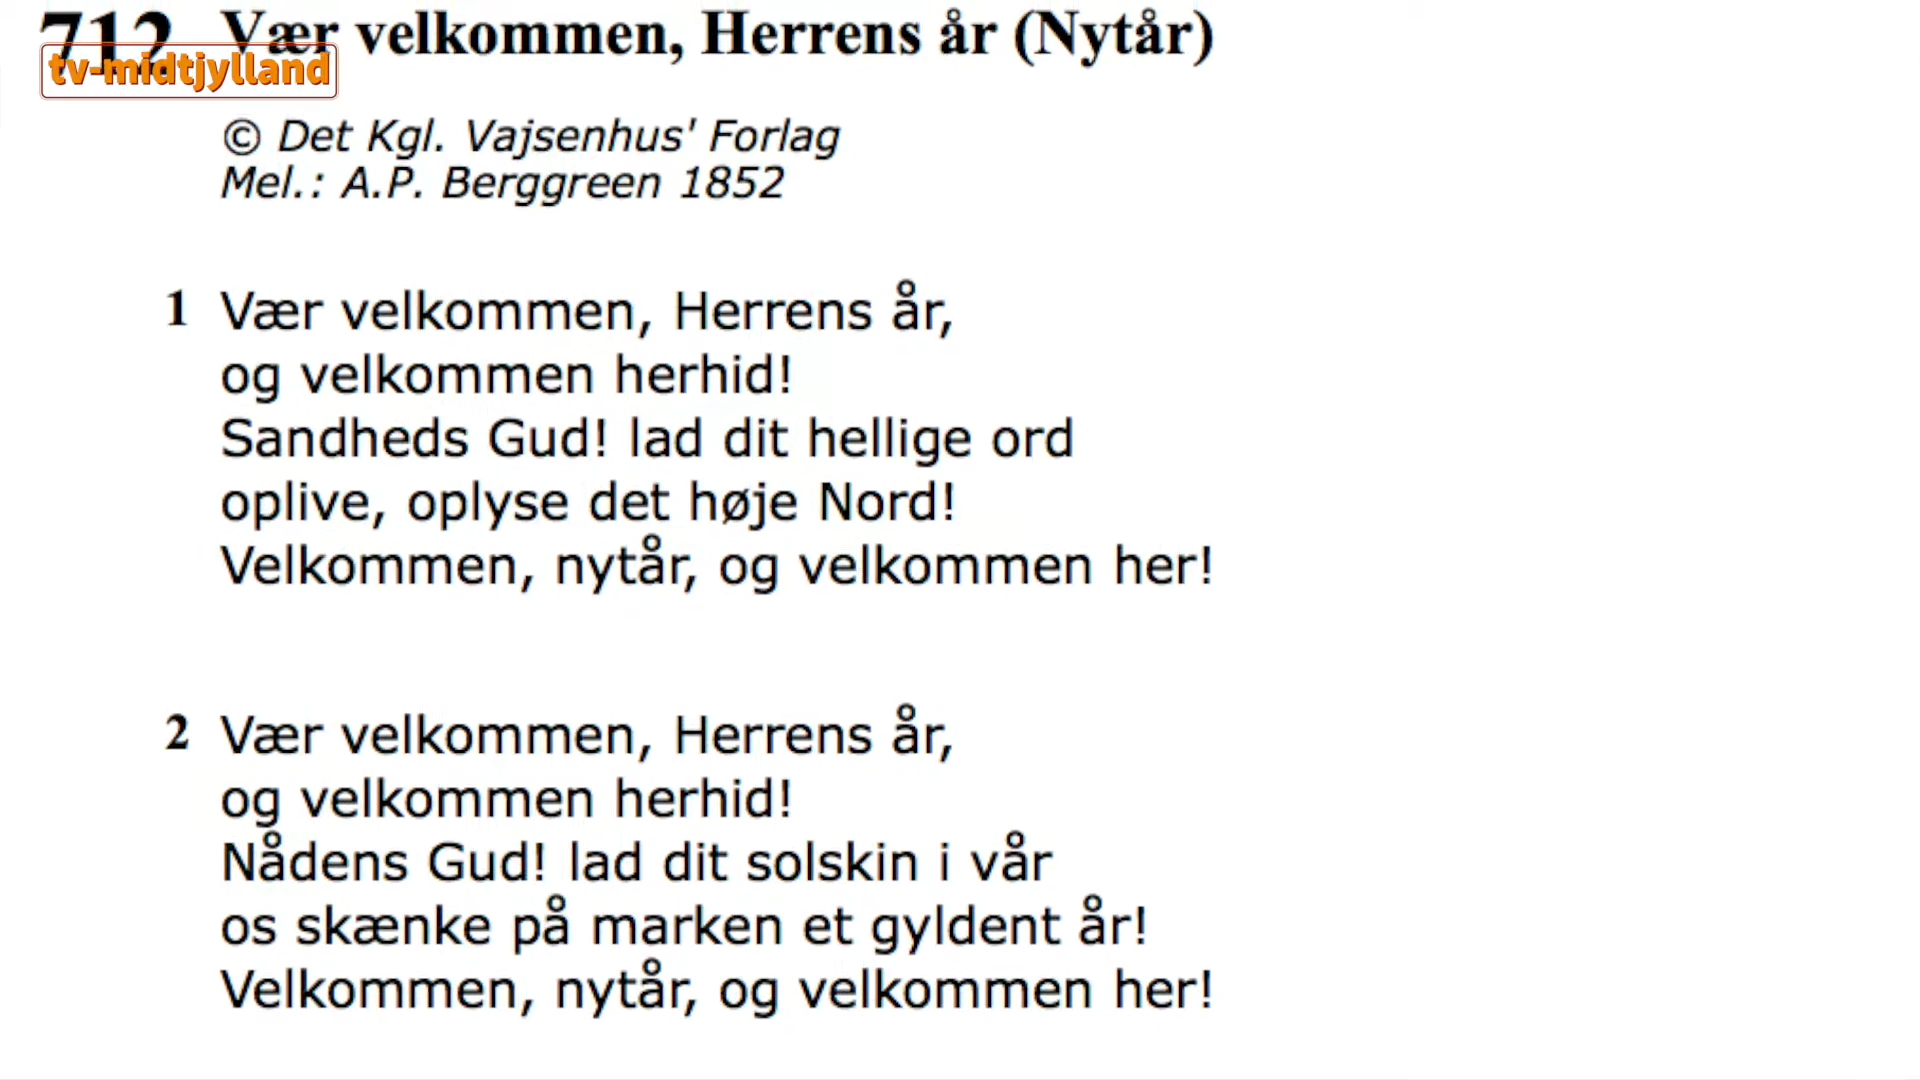 712 Vær velkommen, Herrens år (Nytår)
tv-midtjylland
© Det Kgl. Vajsenhus' Forlag
Mel.: A.P. Berggreen 1852
1 Vær velkommen, Herrens år,
og velkommen herhid!
Sandheds Gud! lad dit hellige ord
oplive, oplyse det høje Nord!
Velkommen, nytår, og velkommen her!
2 Vær velkommen, Herrens år,
og velkommen herhid!
Nådens Gud! lad dit solskin i vår
os skænke på marken et gyldent år!
Velkommen, nytår, og velkommen her!